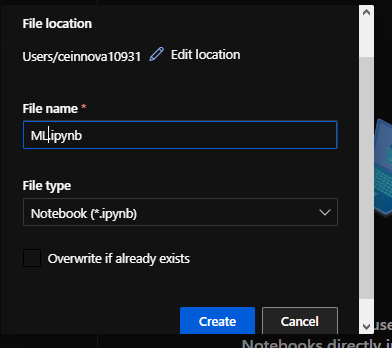 File location
Users/ceinnova10931 Edit location
File name *
ML.ipynb
File type
Notebook (*.ipynb)
Overwrite if already exists
Create Cancel
use
Notebooks directly i